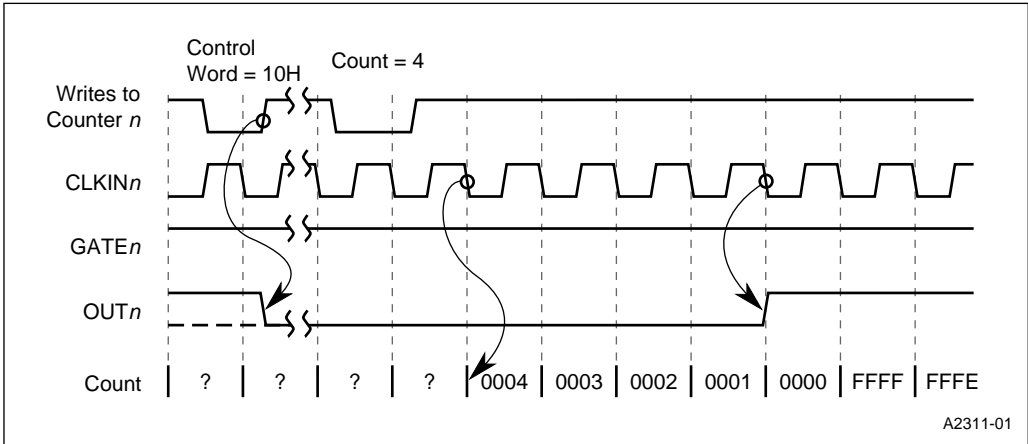 Control
Word = 10H
Count = 4
Writes to
Counter n
CLKINn
GATEn
OUTn
Count ? ? ? ? 0004 0003 0002 0001 0000 FFFF FFFE
A2311-01